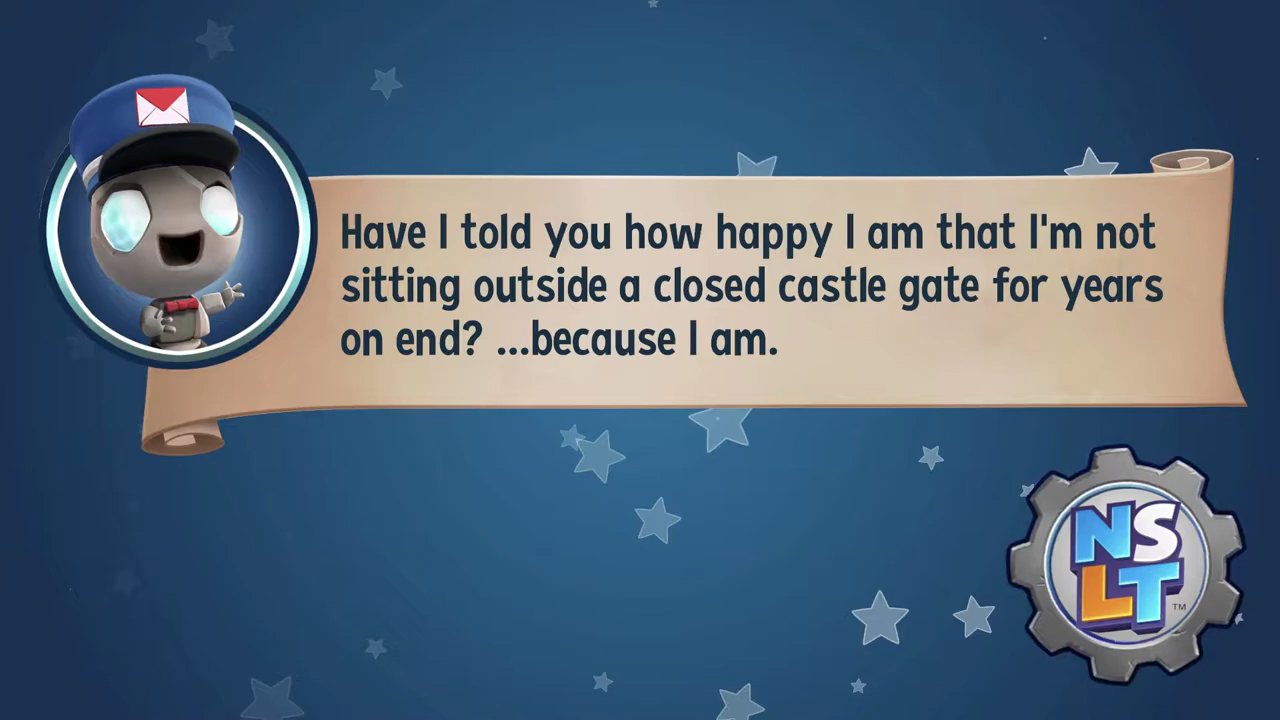 Have I told you how happy I am that I'm not
sitting outside a closed castle gate for years
on end? ...because I am.
NS
LT
TM